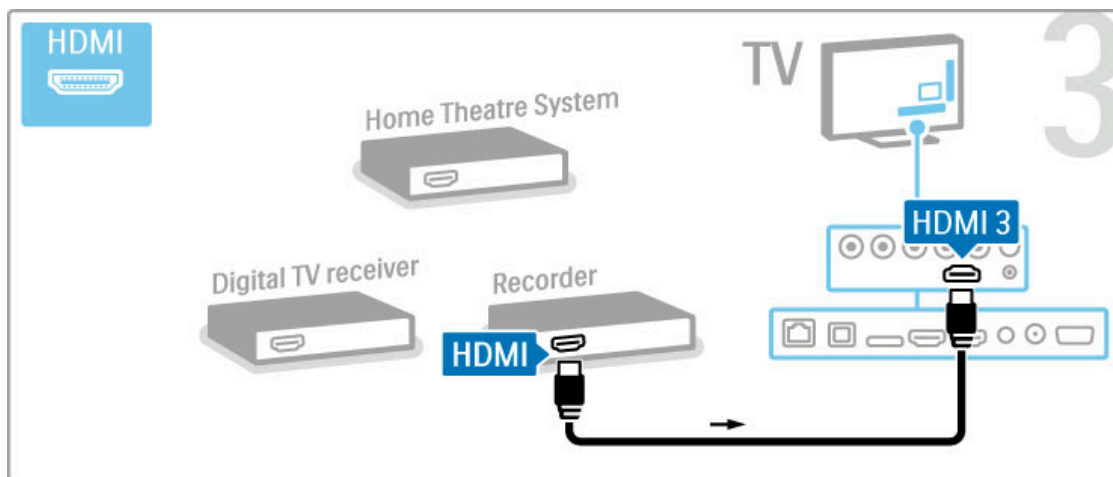 HDMI
TV
3
Home Theatre System
HDMI 3
Digital TV receiver
Recorder
HDMI